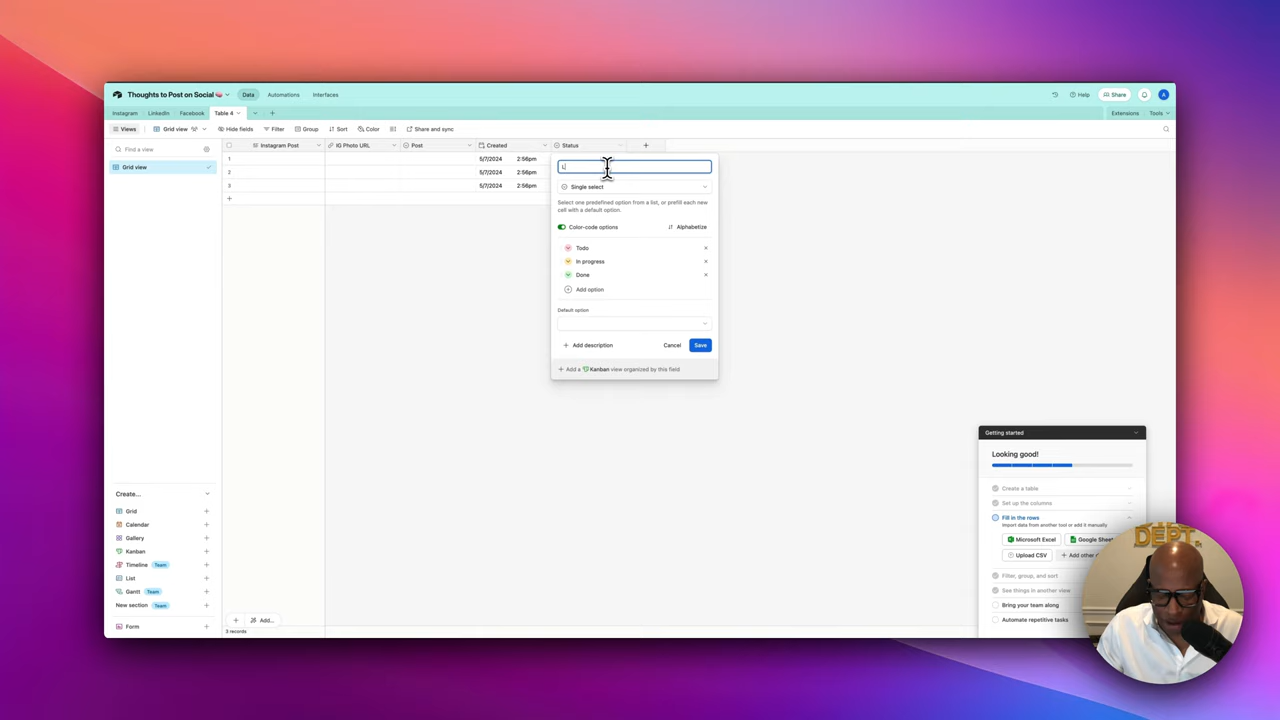 Thoughts to Post on Social
Data
Automations
Interfaces
Help
Share
A
Instagram
LinkedIn
Facebook
Table 4
Extensions
Tools
Views
Grid view
Hide fields
Filter
Group
Sort
Color
Share and sync
Find a view
Grid view
Instagram Post
IG Photo URL
Post
Created
Status
1
5/7/2024 2:56pm
2
5/7/2024 2:56pm
3
5/7/2024 2:56pm
L
Single select
Select one predefined option from a list, or prefill each new
cell with a default option.
Color-code options
Alphabetize
Todo
In progress
Done
Add option
Default option
Add description
Cancel
Save
Add a Kanban view organized by this field
Getting started
Looking good!
Create a table
Set up the columns
Fill in the rows
Import data from another tool or add it manually
Microsoft Excel
Google Sheet
Upload CSV
Add other
Filter, group, and sort
See things in another view
Bring your team along
Automate repetitive tasks
DEPT.
Create...
Grid
Calendar
Gallery
Kanban
Timeline Team
List
Gantt Team
New section Team
Form
Add...
3 records